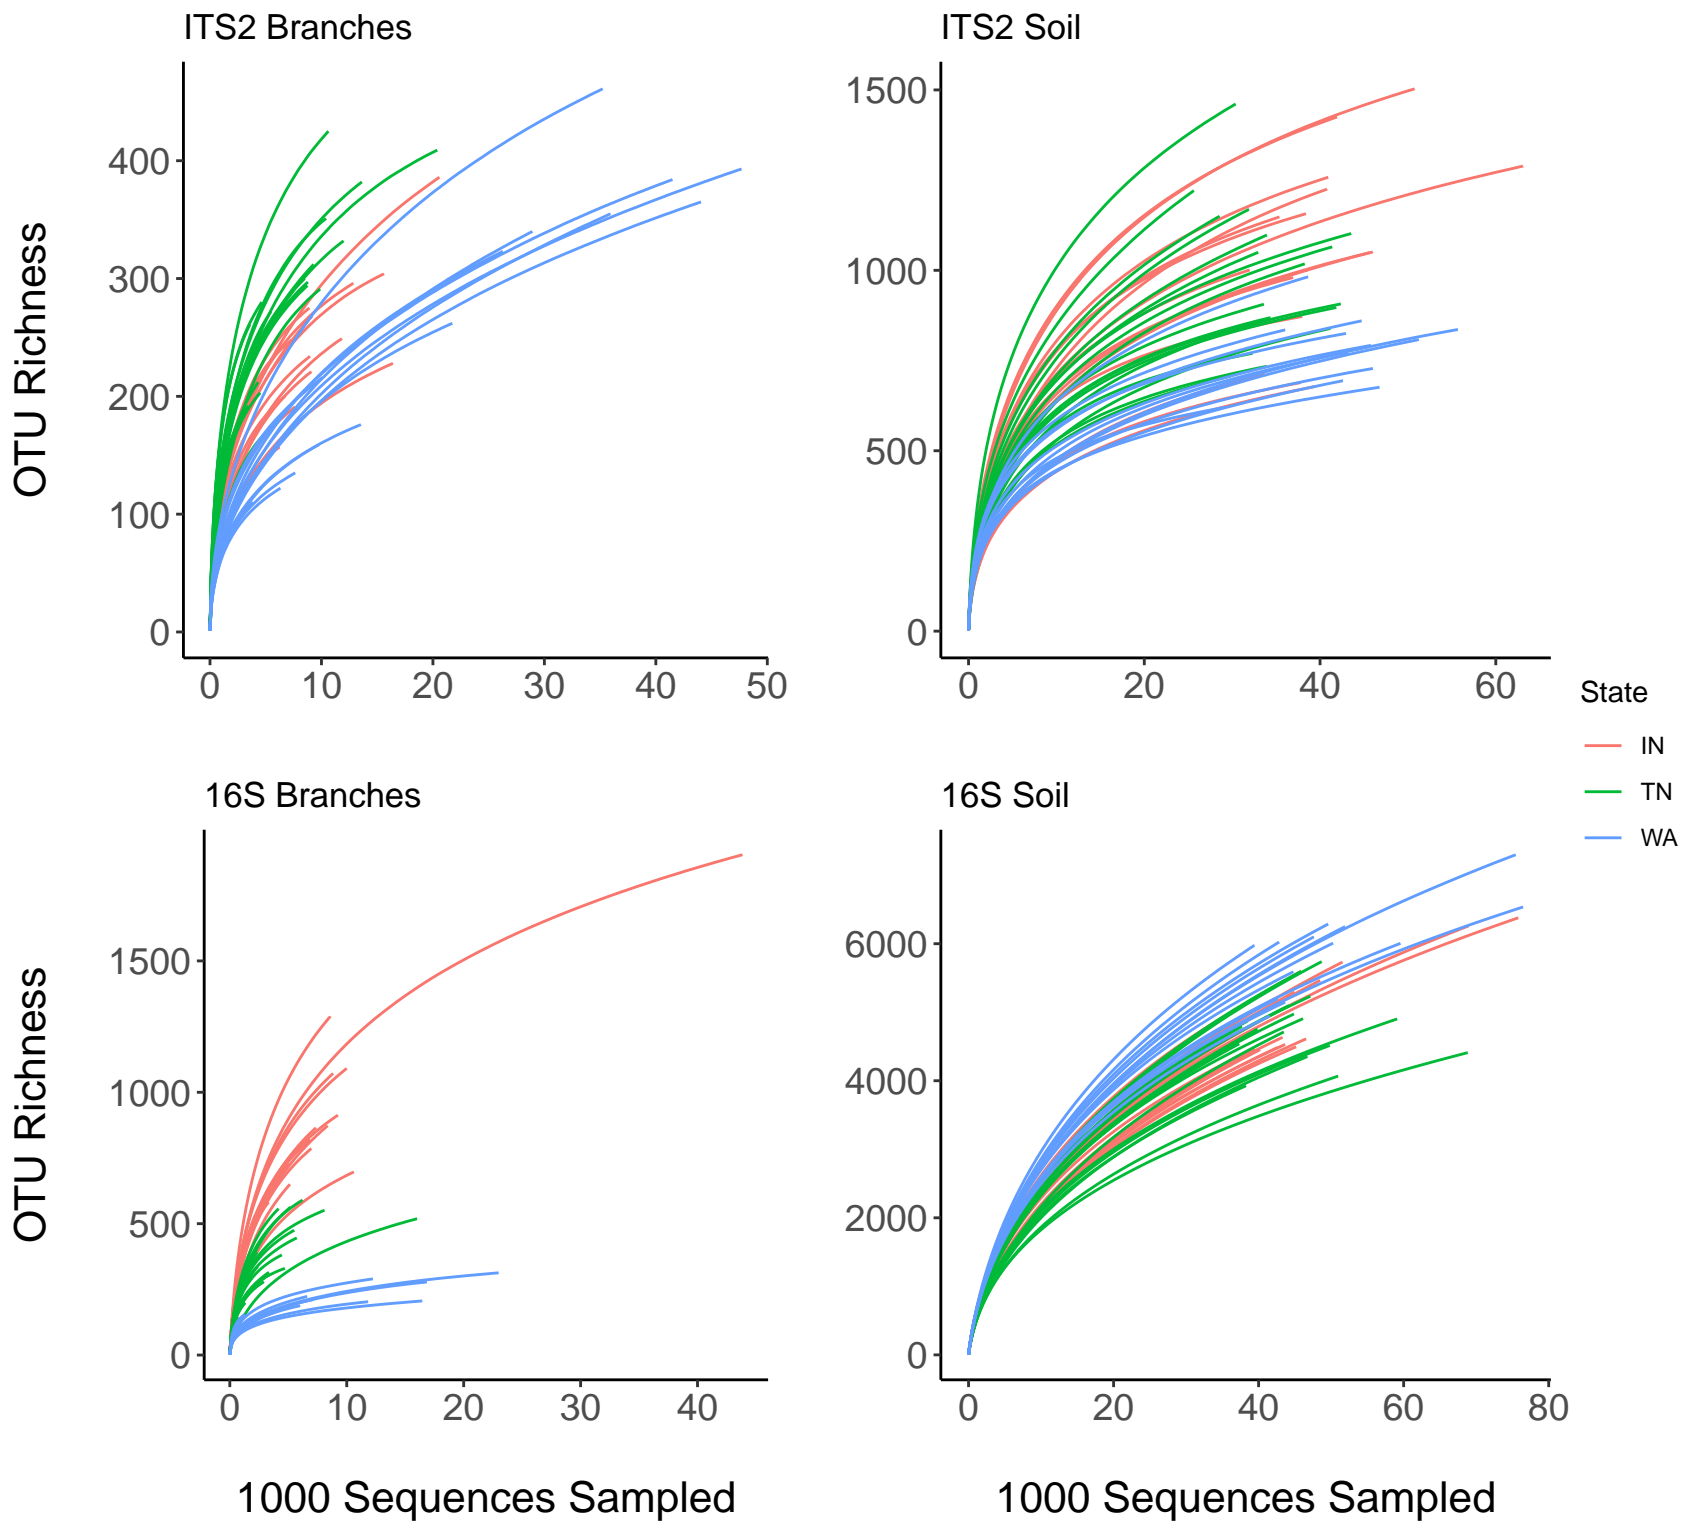 ITS2 Branches
OTU Richness
400
300
200
100
0
0 10 20 30 40 50
ITS2 Soil
1500
1000
500
0
0 20 40 60
State
IN
TN
WA
16S Branches
OTU Richness
1500
1000
500
0
0 10 20 30 40
1000 Sequences Sampled
16S Soil
6000
4000
2000
0
0 20 40 60 80
1000 Sequences Sampled